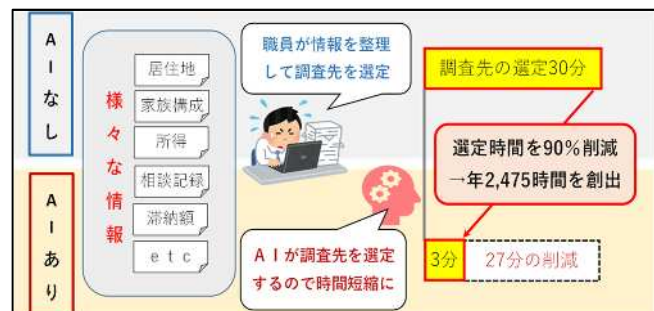 AIなし
AIあり
様々な情報
居住地
家族構成
所得
相談記録
滞納額
etc
職員が情報を整理
して調査先を選定
AIが調査先を選定
するので時間短縮に
調査先の選定30分
選定時間を90%削減
→年2,475時間を創出
3分
27分の削減